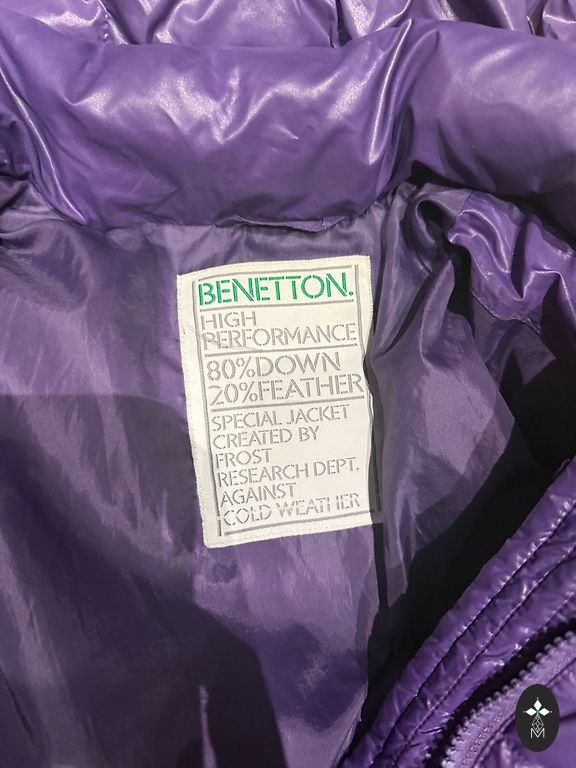 BENETTON.
HIGH
PERFORMANCE
80%DOWN
20%FEATHER
SPECIAL JACKET
CREATED BY
FROST
RESEARCH DEPT.
AGAINST
COLD WEATHER
M